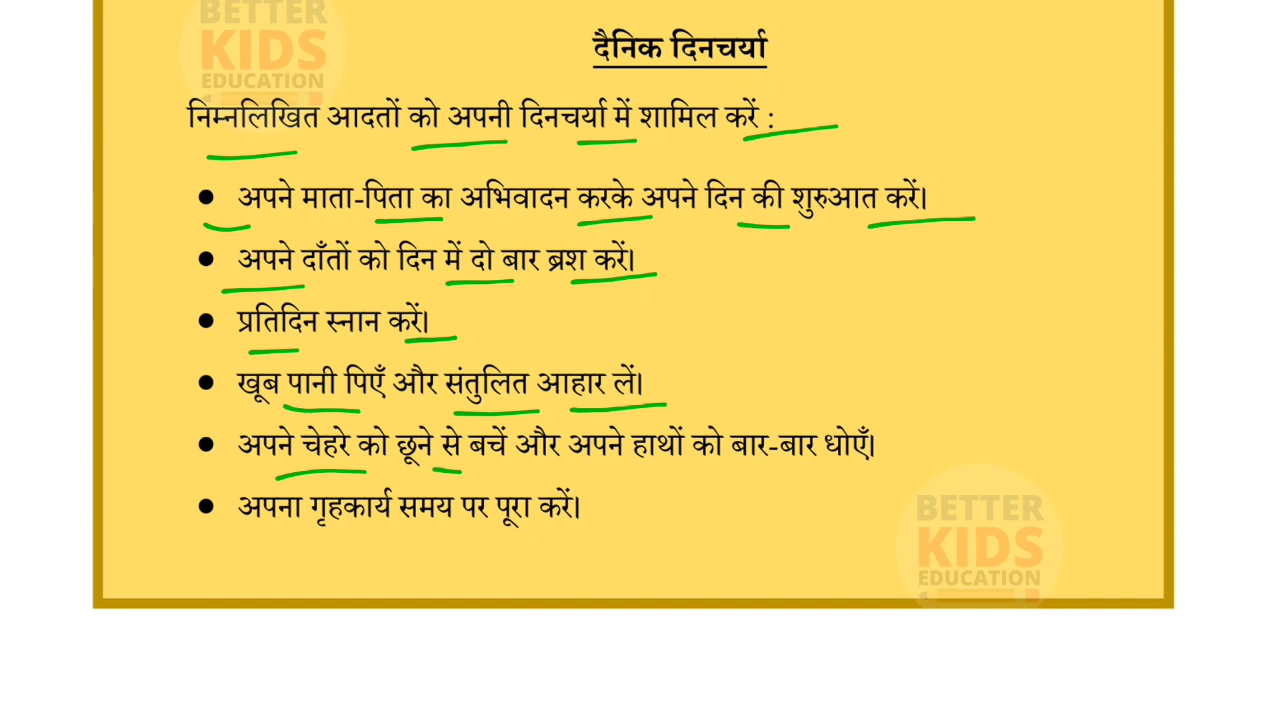 BETTER
KIDS
EDUCATION
दैनिक दिनचर्या
निम्नलिखित आदतों को अपनी दिनचर्या में शामिल करें :
● अपने माता-पिता का अभिवादन करके अपने दिन की शुरुआत करें।
● अपने दाँतों को दिन में दो बार ब्रश करें।
● प्रतिदिन स्नान करें।
● खूब पानी पिएँ और संतुलित आहार लें।
● अपने चेहरे को छूने से बचें और अपने हाथों को बार-बार धोएँ।
● अपना गृहकार्य समय पर पूरा करें।
BETTER
KIDS
EDUCATION